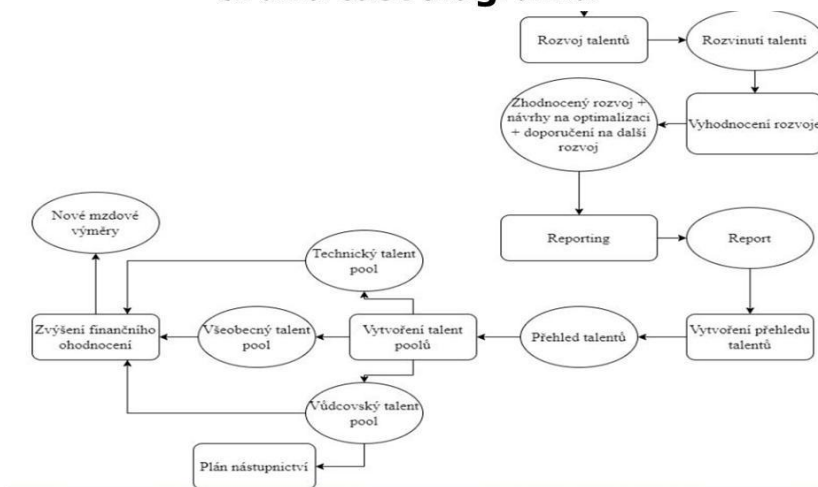 Rozvoj talentů
Rozvinutí talenti
Zhodnocený rozvoj +
návrhy na optimalizaci
+ doporučení na další
rozvoj
Vyhodnocení rozvoje
Nové mzdové
výměry
Reporting
Report
Technický talent
pool
Zvýšení finančního
ohodnocení
Všeobecný talent
pool
Vytvoření talent
poolů
Přehled talentů
Vytvoření přehledu
talentů
Vůdcovský talent
pool
Plán nástupnictví